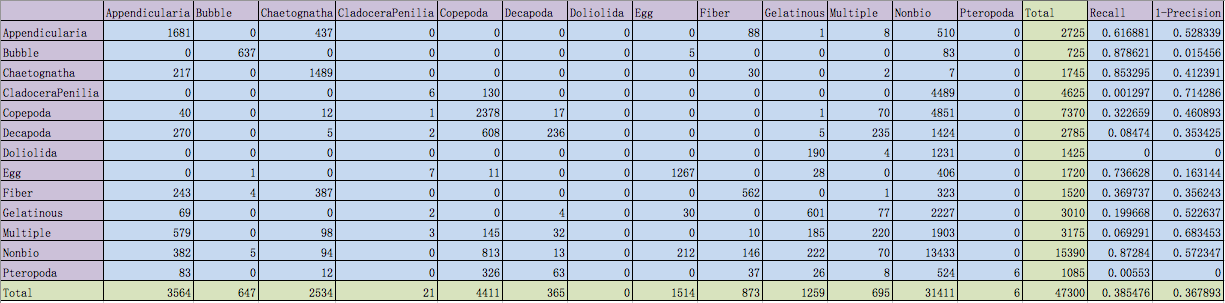 Appendicularia Bubble Chaetognatha CladoceraPenilia Copepoda Decapoda Doliolida Egg Fiber Gelatinous Multiple Nonbio Pteropoda Total Recall 1-Precision
Appendicularia 1681 0 437 0 0 0 0 0 88 1 8 510 0 2725 0.616881 0.528339
Bubble 0 637 0 0 0 0 0 5 0 0 0 83 0 725 0.878621 0.015456
Chaetognatha 217 0 1489 0 0 0 0 0 30 0 2 7 0 1745 0.853295 0.412391
CladoceraPenilia 0 0 0 6 130 0 0 0 0 0 0 4489 0 4625 0.001297 0.714286
Copepoda 40 0 12 1 2378 17 0 0 0 1 70 4851 0 7370 0.322659 0.460893
Decapoda 270 0 5 2 608 236 0 0 0 5 235 1424 0 2785 0.08474 0.353425
Doliolida 0 0 0 0 0 0 0 0 0 190 4 1231 0 1425 0 0
Egg 0 1 0 7 11 0 0 1267 0 28 0 406 0 1720 0.736628 0.163144
Fiber 243 4 387 0 0 0 0 0 562 0 1 323 0 1520 0.369737 0.356243
Gelatinous 69 0 0 2 0 4 0 30 0 601 77 2227 0 3010 0.199668 0.522637
Multiple 579 0 98 3 145 32 0 0 10 185 220 1903 0 3175 0.069291 0.683453
Nonbio 382 5 94 0 813 13 0 212 146 222 70 13433 0 15390 0.87284 0.572347
Pteropoda 83 0 12 0 326 63 0 0 37 26 8 524 6 1085 0.00553 0
Total 3564 647 2534 21 4411 365 0 1514 873 1259 695 31411 6 47300 0.385476 0.367893